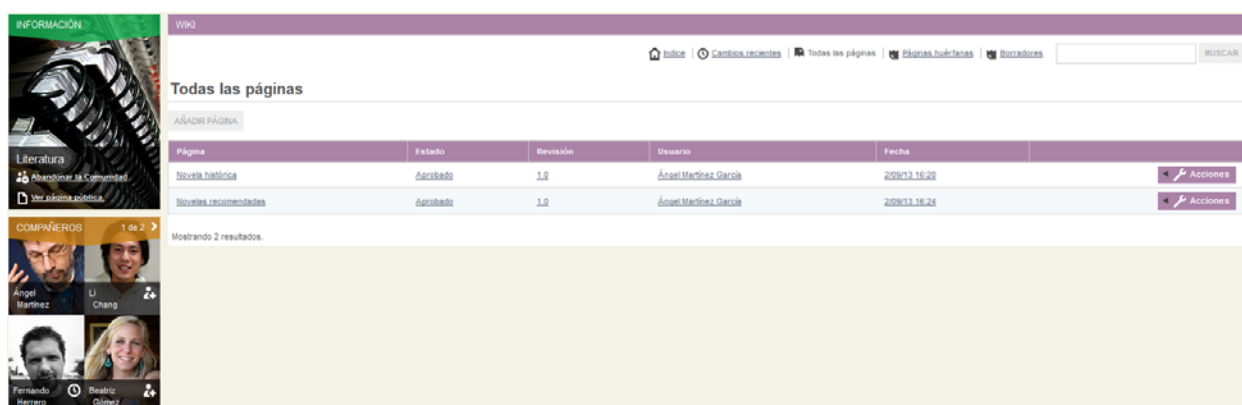 INFORMACIÓN
Literatura
Abandonar la Comunidad
Ver página pública.
COMPAÑEROS 1 de 2
Ángel Martínez
Li Chang
Fernando Herrero
Beatriz Gómez
WIKI
Indice Cambios recientes Todas las páginas Páginas huérfanas Borradores BUSCAR
Todas las páginas
AÑADIR PÁGINA
Página Estado Revisión Usuario Fecha
Novela histórica Aprobado 1.0 Ángel Martínez García 2/09/13 16:20 Acciones
Novelas recomendadas Aprobado 1.0 Ángel Martínez García 2/09/13 16:24 Acciones
Mostrando 2 resultados.